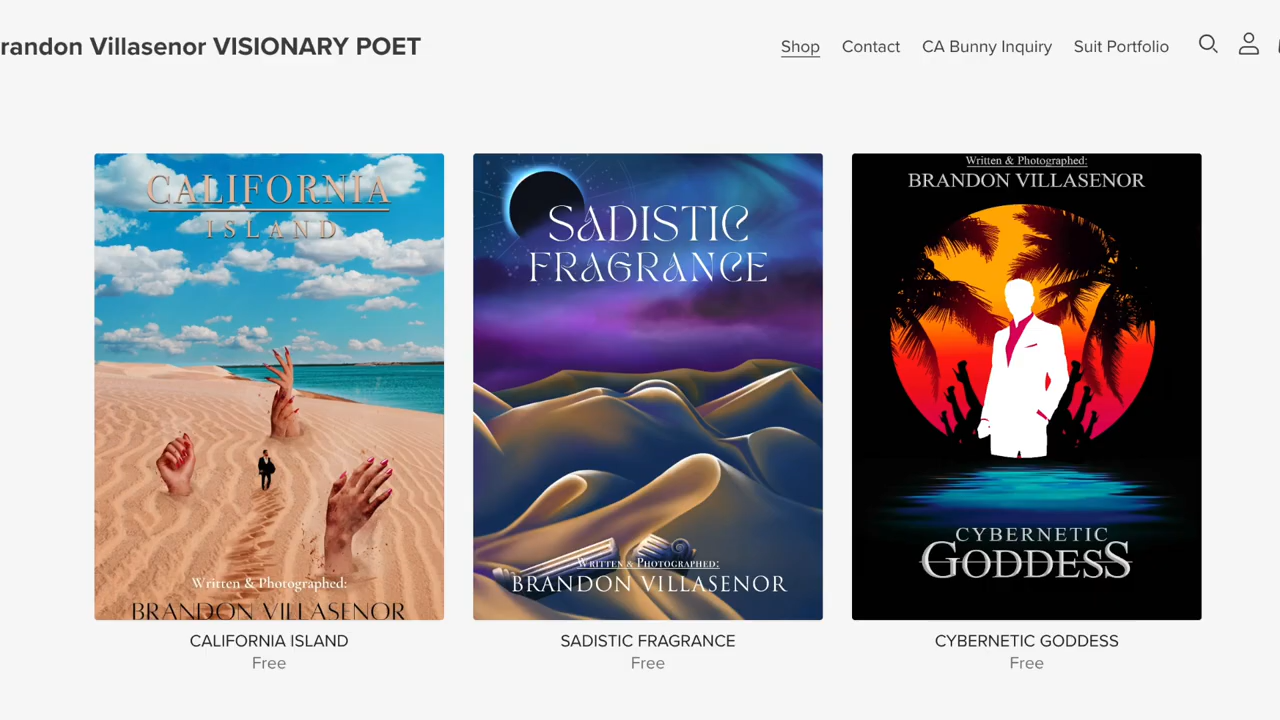 randon Villasenor VISIONARY POET
Shop
Contact
CA Bunny Inquiry
Suit Portfolio
CALIFORNIA
ISLAND
Written & Photographed:
BRANDON VILLASENOR
SADISTIC
FRAGRANCE
Written & Photographed:
BRANDON VILLASENOR
Written & Photographed:
BRANDON VILLASENOR
CYBERNETIC
GODDESS
CALIFORNIA ISLAND
Free
SADISTIC FRAGRANCE
Free
CYBERNETIC GODDESS
Free